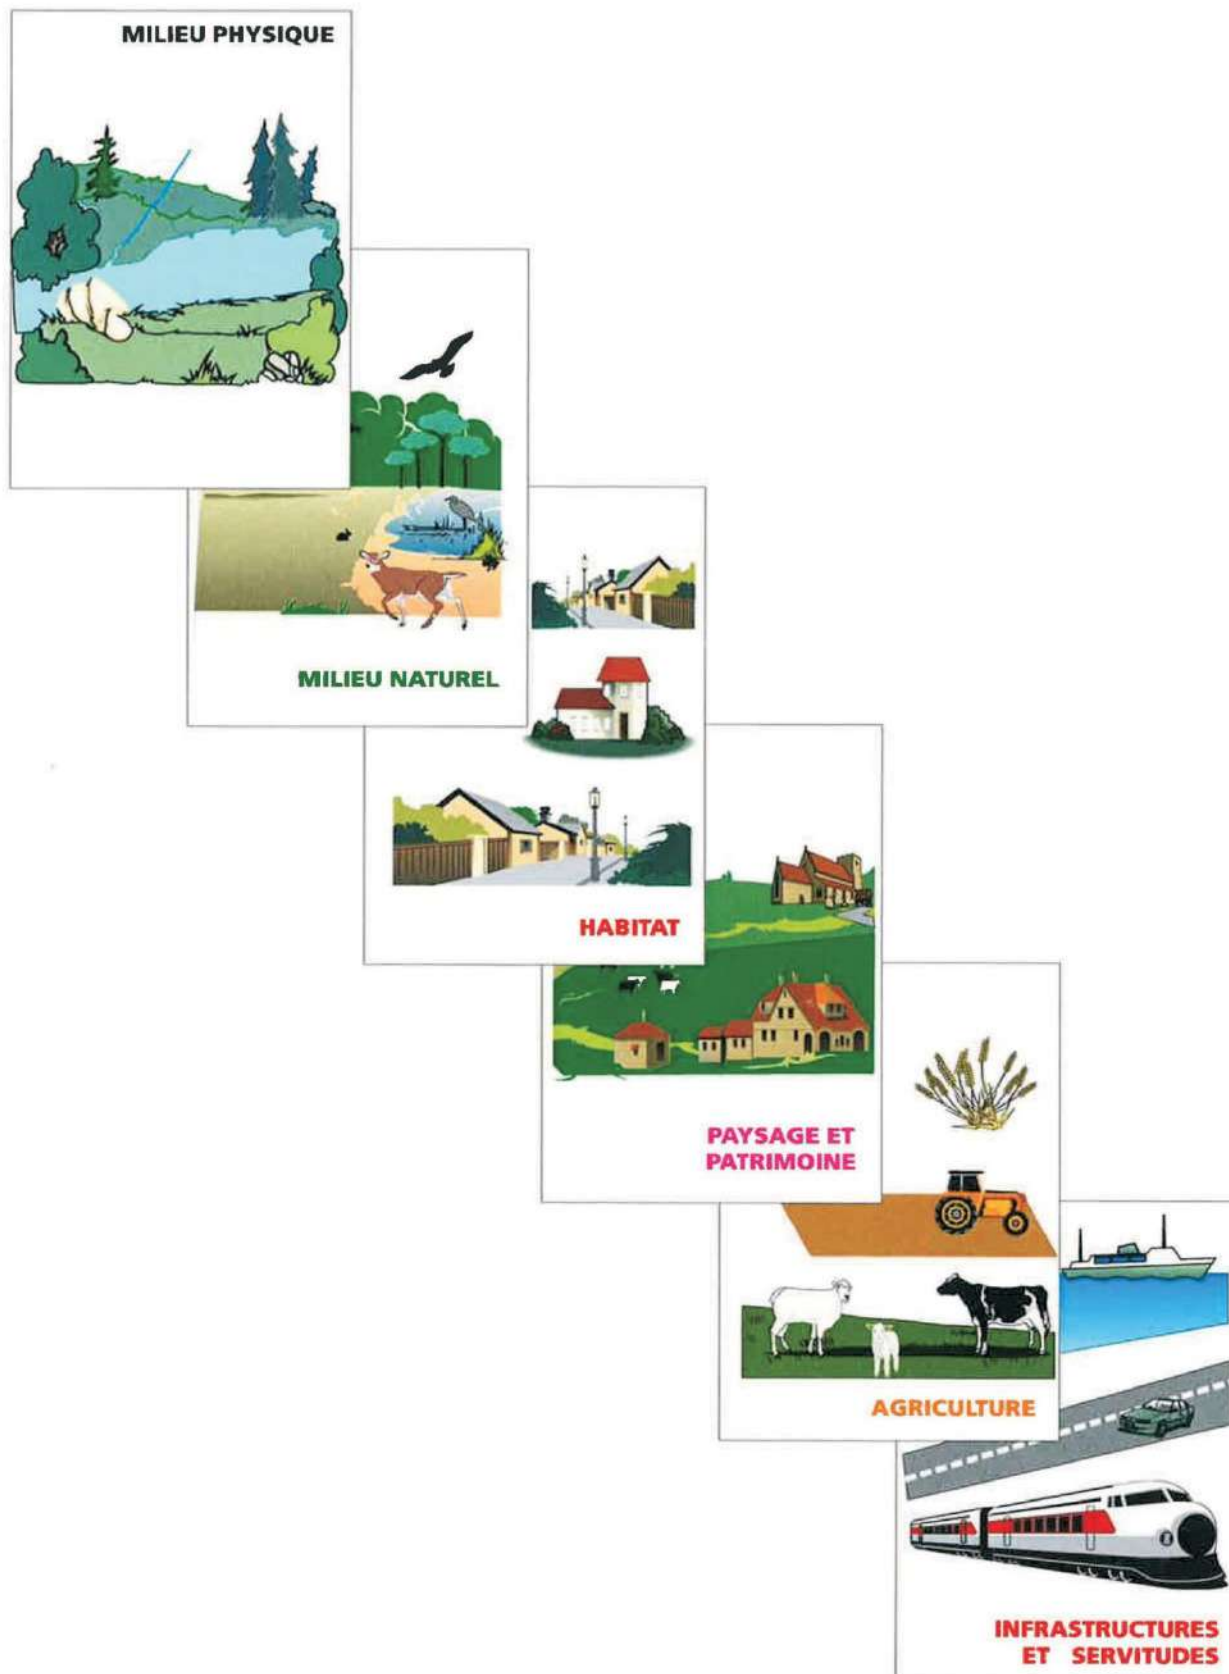 MILIEU PHYSIQUE
MILIEU NATUREL
HABITAT
PAYSAGE ET
PATRIMOINE
AGRICULTURE
INFRASTRUCTURES
ET SERVITUDES